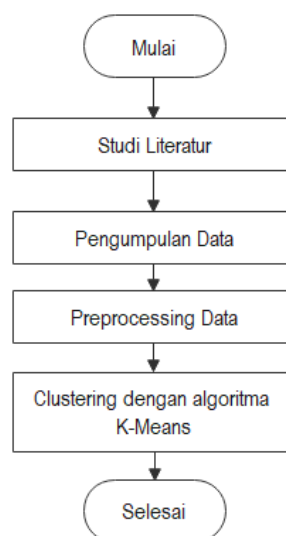 Mulai
Studi Literatur
Pengumpulan Data
Preprocessing Data
Clustering dengan algoritma
K-Means
Selesai